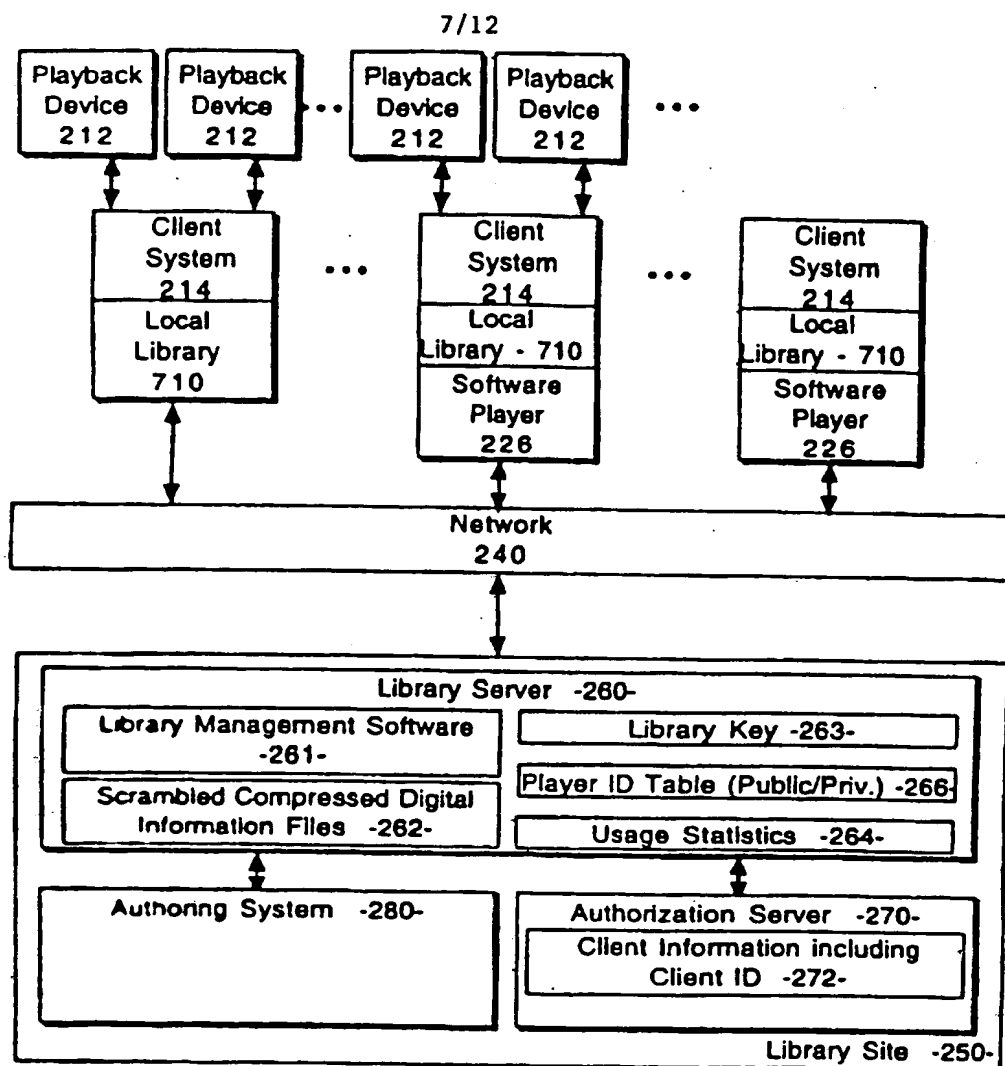 7/12
Playback
Device
212
Playback
Device
212
Playback
Device
212
Playback
Device
212
Client
System
214
Local
Library
710
Client
System
214
Local
Library - 710
Software
Player
226
Client
System
214
Local
Library - 710
Software
Player
226
Network
240
Library Server -260-
Library Management Software
-261-
Scrambled Compressed Digital
Information Files -262-
Library Key -263-
Player ID Table (Public/Priv.) -266-
Usage Statistics -264-
Authoring System -280-
Authorization Server -270-
Client Information including
Client ID -272-
Library Site -250-